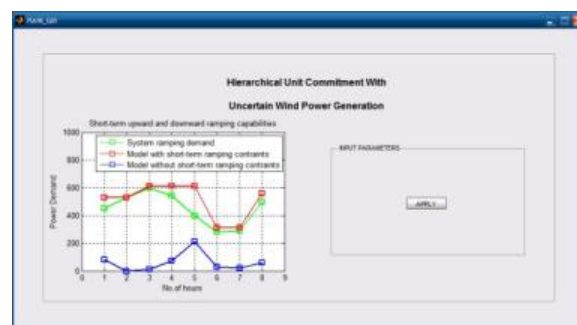 Hierarchical Unit Commitment With
Uncertain Wind Power Generation
Short-term upward and downward ramping capabilities
1000
800
600
400
200
0
Power Demand
System ramping demand
Model with short-term ramping contraints
Model without short-term ramping contraints
0 1 2 3 4 5 6 7 8 9
No.of hours
INPUT PARAMETERS
APPLY